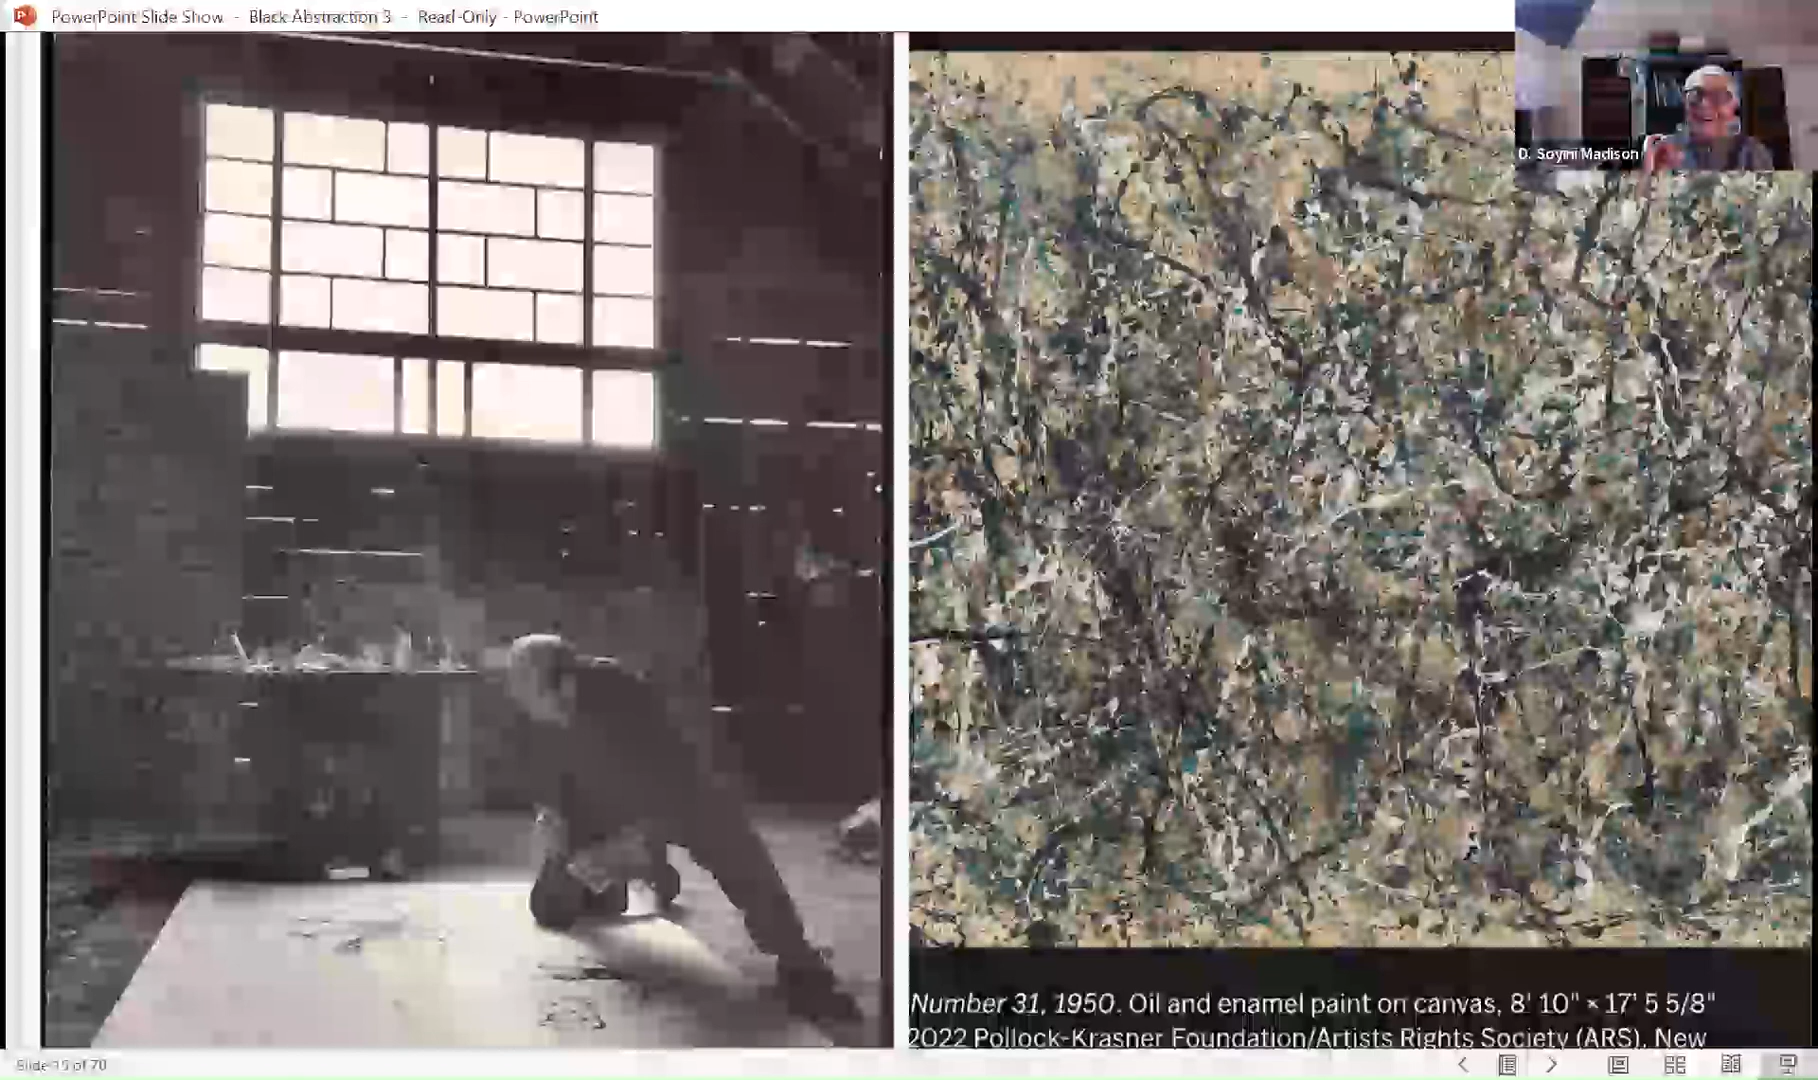 PowerPoint Slide Show - Black Abstraction 3 - Read-Only - PowerPoint
D. Soyini Madison
Number 31, 1950. Oil and enamel paint on canvas, 8' 10" × 17' 5 5/8"
2022 Pollock-Krasner Foundation/Artists Rights Society (ARS), New
Slide 15 of 70